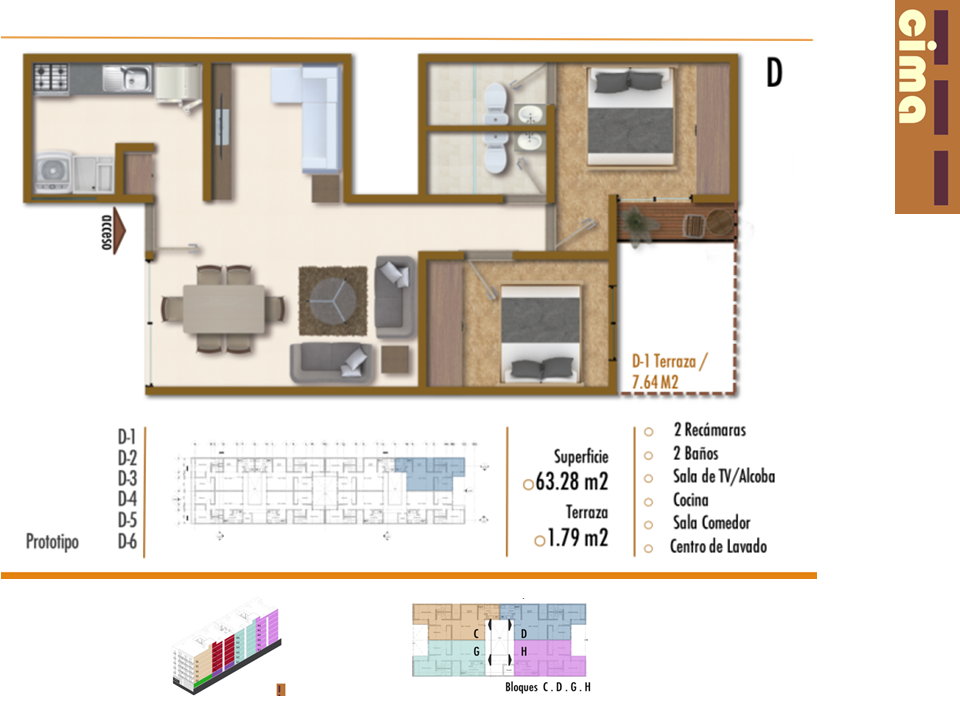 cima
D
acceso
D-1 Terraza /
7.64 M2
D-1
D-2
D-3
D-4
D-5
Prototipo D-6
Superficie
63.28 m2
Terraza
1.79 m2
2 Recámaras
2 Baños
Sala de TV/Alcoba
Cocina
Sala Comedor
Centro de Lavado
C D
G H
Bloques C . D . G . H